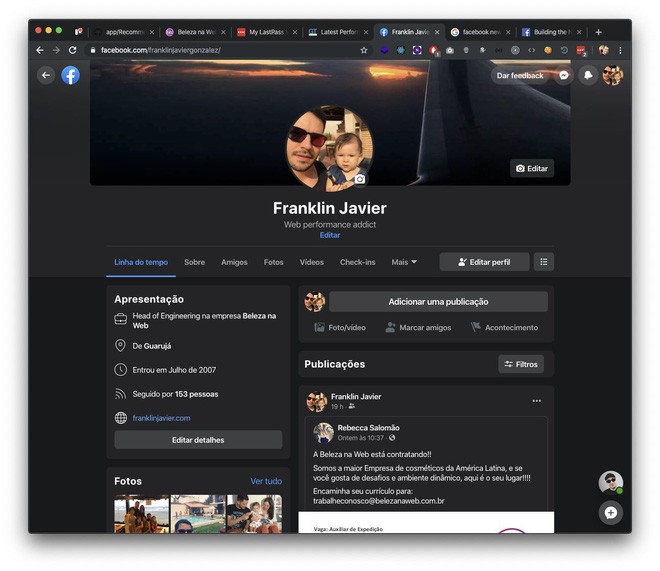 app/Recomm
Beleza na We
My LastPass
Latest Perfor
Franklin Javie
facebook new
Building the
facebook.com/franklinjaviergonzalez/
Dar feedback
Editar
Franklin Javier
Web performance addict
Editar
Linha do tempo
Sobre
Amigos
Fotos
Vídeos
Check-ins
Mais
Editar perfil
Apresentação
Head of Engineering na empresa Beleza na
Web
De Guarujá
Entrou em Julho de 2007
Seguido por 153 pessoas
franklinjavier.com
Editar detalhes
Fotos
Ver tudo
Adicionar uma publicação
Foto/vídeo
Marcar amigos
Acontecimento
Publicações
Filtros
Franklin Javier
19 h ·
Rebecca Salomão
Ontem às 10:37 ·
A Beleza na Web está contratando!!
Somos a maior Empresa de cosméticos da América Latina, e se
você gosta de desafios e ambiente dinâmico, aqui é o seu lugar!!!!
Encaminha seu currículo para:
trabalheconosco@belezanaweb.com.br
Vaga: Auxiliar de Expedição